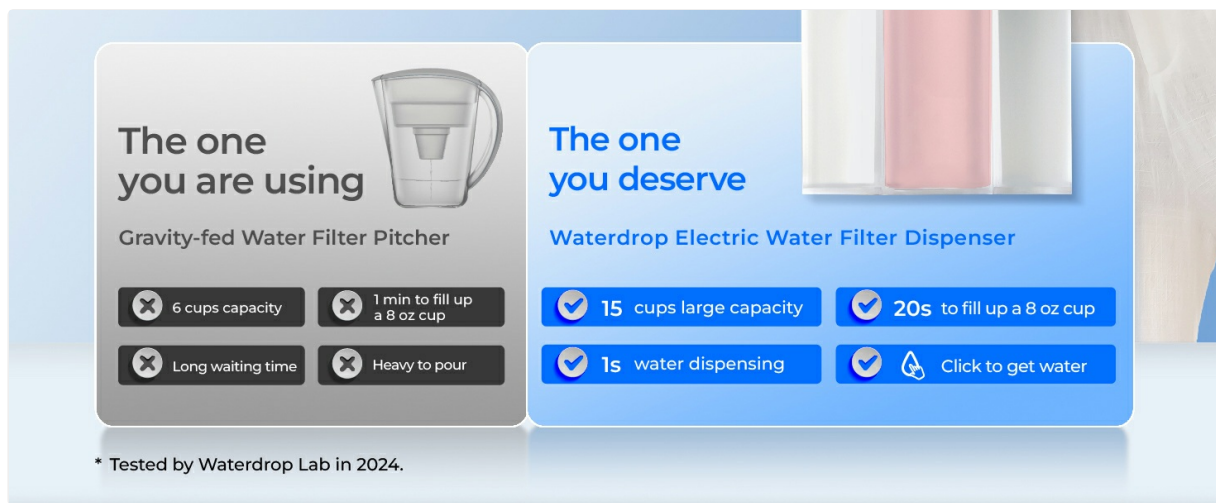 The one
you are using
Gravity-fed Water Filter Pitcher
6 cups capacity
1 min to fill up
a 8 oz cup
Long waiting time
Heavy to pour
The one
you deserve
Waterdrop Electric Water Filter Dispenser
15 cups large capacity
20s to fill up a 8 oz cup
1s water dispensing
Click to get water
* Tested by Waterdrop Lab in 2024.